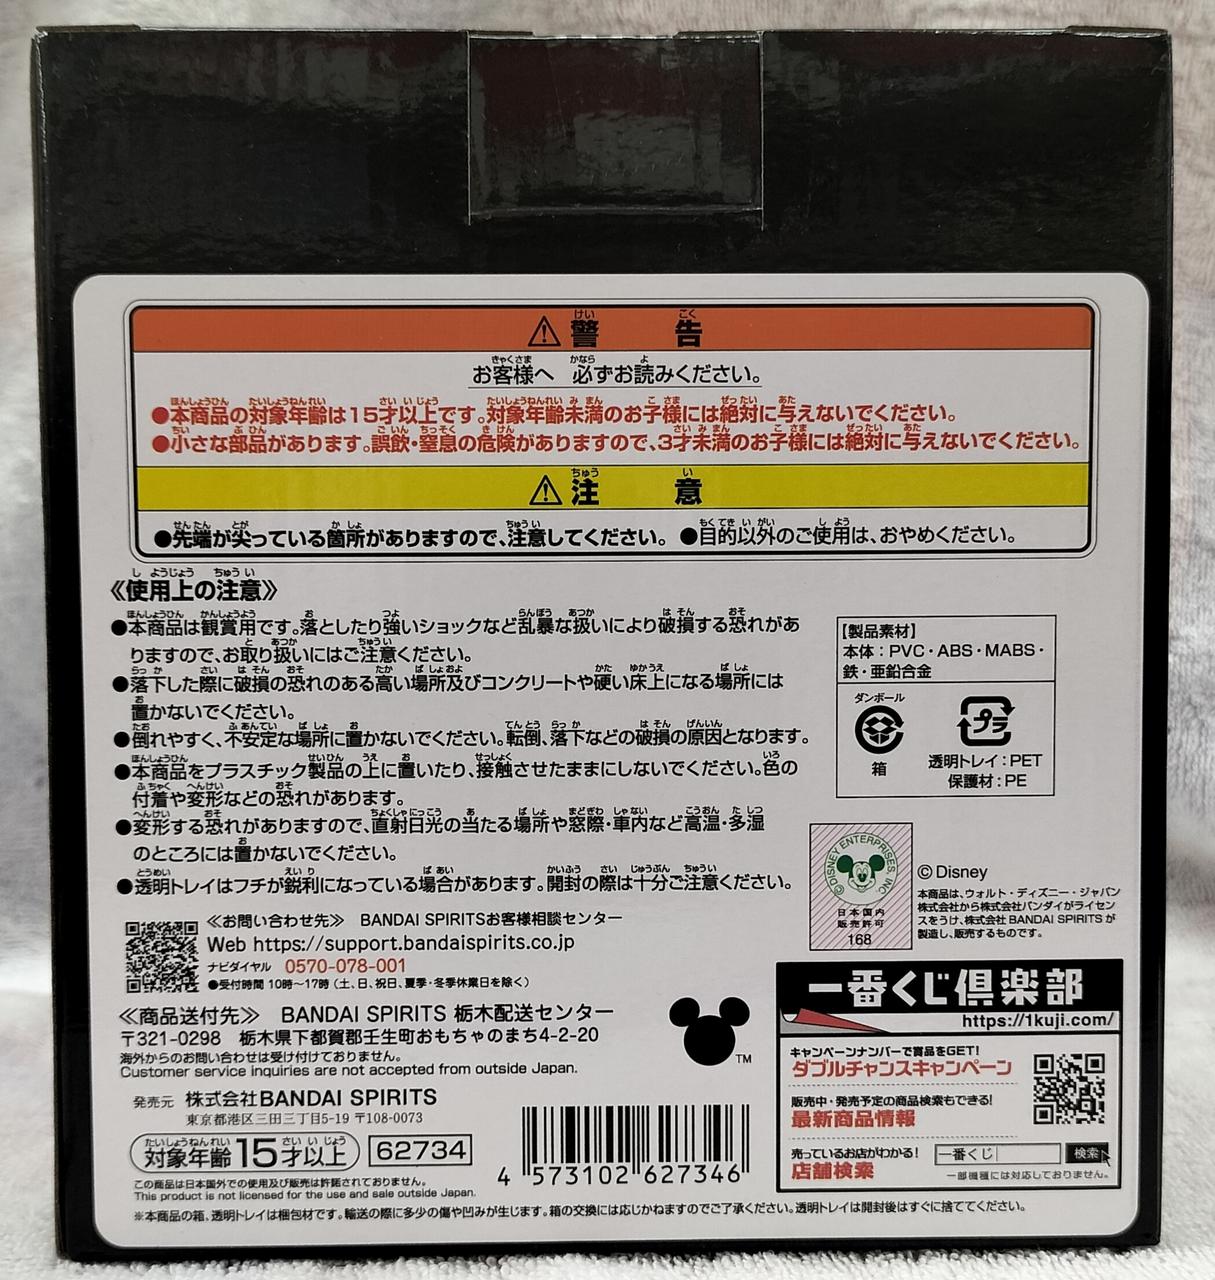 警告
お客様へ 必ずお読みください。
●本商品の対象年齢は15才以上です。対象年齢未満のお子様には絶対に与えないでください。
●小さな部品があります。誤飲・窒息の危険がありますので、3才未満のお子様には絶対に与えないでください。
注意
●先端が尖っている箇所がありますので、注意してください。 ●目的以外のご使用は、おやめください。
《使用上の注意》
●本商品は観賞用です。落としたり強いショックなど乱暴な扱いにより破損する恐れがあ
りますので、お取り扱いにはご注意ください。
●落下した際に破損の恐れのある高い場所及びコンクリートや硬い床上になる場所には
置かないでください。
●倒れやすく、不安定な場所に置かないでください。転倒、落下などの破損の原因となります。
●本商品をプラスチック製品の上に置いたり、接触させたままにしないでください。色の
付着や変形などの恐れがあります。
●変形する恐れがありますので、直射日光の当たる場所や窓際・車内など高温・多湿
のところには置かないでください。
●透明トレイはフチが鋭利になっている場合があります。開封の際は十分ご注意ください。
【製品素材】
本体：PVC・ABS・MABS・
鉄・亜鉛合金
ダンボール
箱
プラ
透明トレイ：PET
保護材：PE
©DISNEY ENTERPRISES, INC.
日本国内
販売許可
168
©Disney
本商品は、ウォルト・ディズニー・ジャパン
株式会社から株式会社バンダイがライセン
スをうけ、株式会社 BANDAI SPIRITS が
製造し、販売するものです。
≪お問い合わせ先≫ BANDAI SPIRITSお客様相談センター
Web https://support.bandaispirits.co.jp
ナビダイヤル 0570-078-001
●受付時間 10時〜17時（土、日、祝日、夏季・冬季休業日を除く）
≪商品送付先≫ BANDAI SPIRITS 栃木配送センター
〒321-0298 栃木県下都賀郡壬生町おもちゃのまち4-2-20
海外からのお問い合わせは受け付けておりません。
Customer service inquiries are not accepted from outside Japan.
TM
発売元 株式会社BANDAI SPIRITS
東京都港区三田三丁目5-19 〒108-0073
対象年齢15才以上 62734
この商品は日本国外での使用及び販売は許諾されておりません。
This product is not licensed for the use and sale outside Japan.
4 573102 627346
一番くじ倶楽部
https://1kuji.com/
キャンペーンナンバーで賞品をGET!
ダブルチャンスキャンペーン
販売中・発売予定の商品検索もできる!
最新商品情報
売っているお店がわかる!
店舗検索
一番くじ 検索
一部機種には対応しておりません。
※本商品の箱、透明トレイは梱包材です。輸送の際に多少の傷や凹みが生じます。箱の交換には応じかねますのでご了承ください。透明トレイは開封後はすぐに捨ててください。